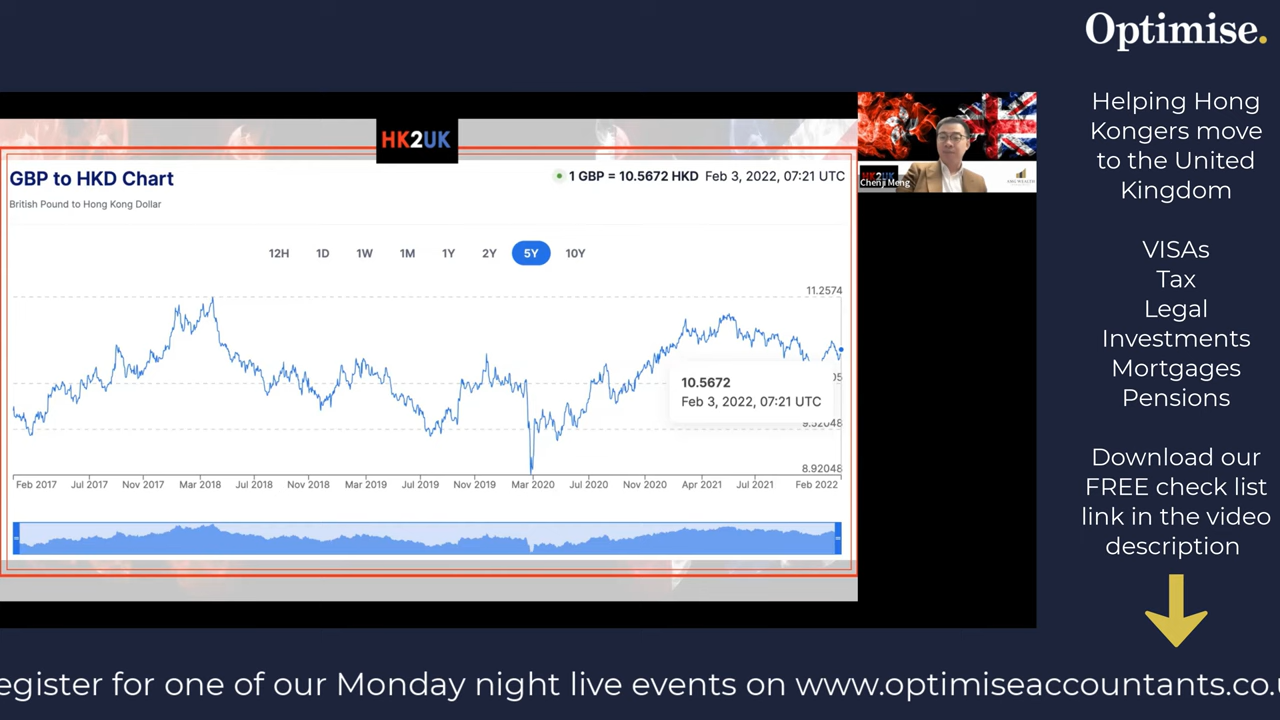 Optimise.
Helping Hong
Kongers move
to the United
Kingdom
VISAs
Tax
Legal
Investments
Mortgages
Pensions
Download our
FREE check list
link in the video
description
HK2UK
Chenji Meng
GBP to HKD Chart
1 GBP = 10.5672 HKD Feb 3, 2022, 07:21 UTC
British Pound to Hong Kong Dollar
12H 1D 1W 1M 1Y 2Y 5Y 10Y
11.2574
10.5672
Feb 3, 2022, 07:21 UTC
05
9.52048
8.92048
Feb 2017 Jul 2017 Nov 2017 Mar 2018 Jul 2018 Nov 2018 Mar 2019 Jul 2019 Nov 2019 Mar 2020 Jul 2020 Nov 2020 Apr 2021 Jul 2021 Feb 2022
egister for one of our Monday night live events on www.optimiseaccountants.co.u